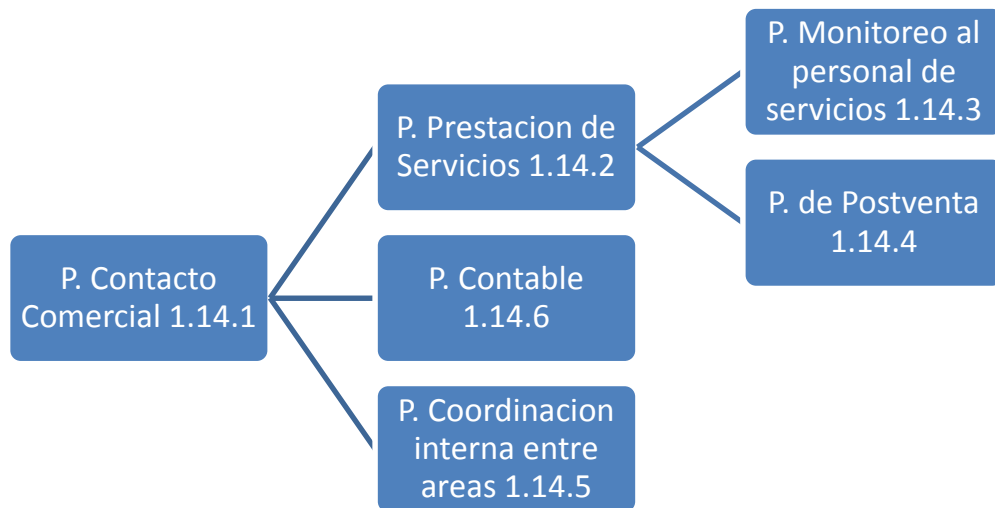 P. Contacto
Comercial 1.14.1
P. Prestacion de
Servicios 1.14.2
P. Contable
1.14.6
P. Coordinacion
interna entre
areas 1.14.5
P. Monitoreo al
personal de
servicios 1.14.3
P. de Postventa
1.14.4